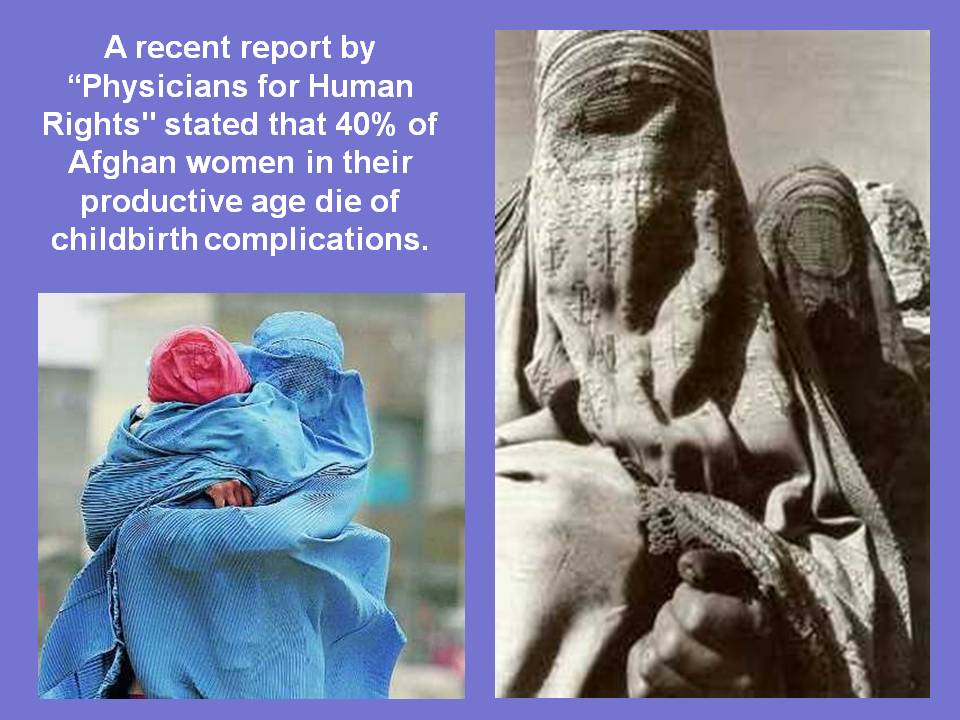 A recent report by
“Physicians for Human
Rights" stated that 40% of
Afghan women in their
productive age die of
childbirth complications.